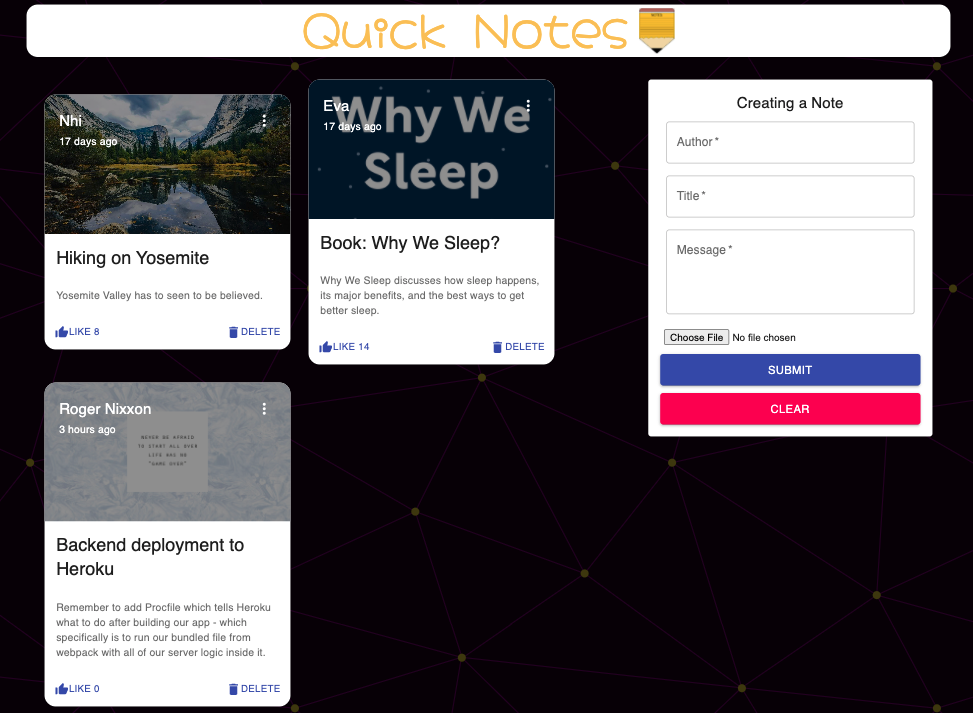 Quick Notes
NOTES
Nhi
17 days ago
Hiking on Yosemite
Yosemite Valley has to seen to be believed.
LIKE 8
DELETE
Eva
17 days ago
Why We
Sleep
Book: Why We Sleep?
Why We Sleep discusses how sleep happens,
its major benefits, and the best ways to get
better sleep.
LIKE 14
DELETE
Roger Nixxon
3 hours ago
NEVER BE AFRAID
TO START ALL OVER
LIFE HAS NO
"GAME OVER"
Backend deployment to
Heroku
Remember to add Procfile which tells Heroku
what to do after building our app - which
specifically is to run our bundled file from
webpack with all of our server logic inside it.
LIKE 0
DELETE
Creating a Note
Author *
Title *
Message *
Choose File No file chosen
SUBMIT
CLEAR